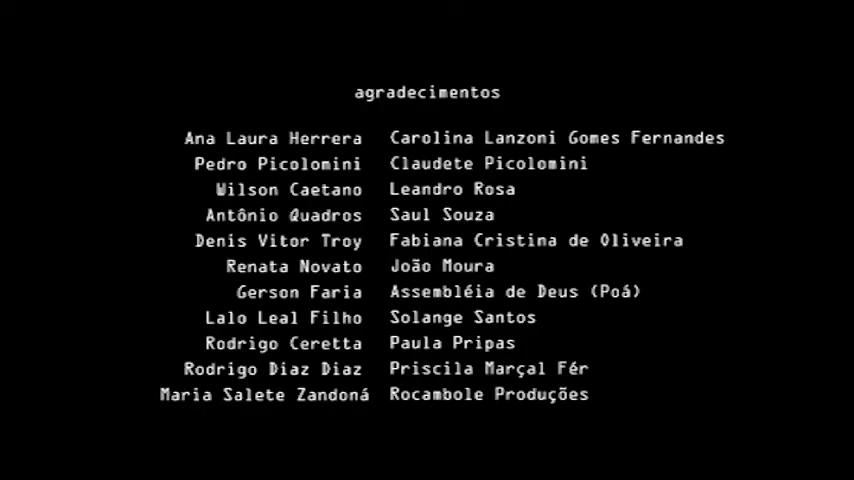 agradecimentos
Ana Laura Herrera Carolina Lanzoni Gomes Fernandes
Pedro Picolomini Claudete Picolomini
Wilson Caetano Leandro Rosa
Antônio Quadros Saul Souza
Denis Vitor Troy Fabiana Cristina de Oliveira
Renata Novato João Moura
Gerson Faria Assembléia de Deus (Poá)
Lalo Leal Filho Solange Santos
Rodrigo Ceretta Paula Pripas
Rodrigo Diaz Diaz Priscila Marçal Fér
Maria Salete Zandoná Rocambole Produções